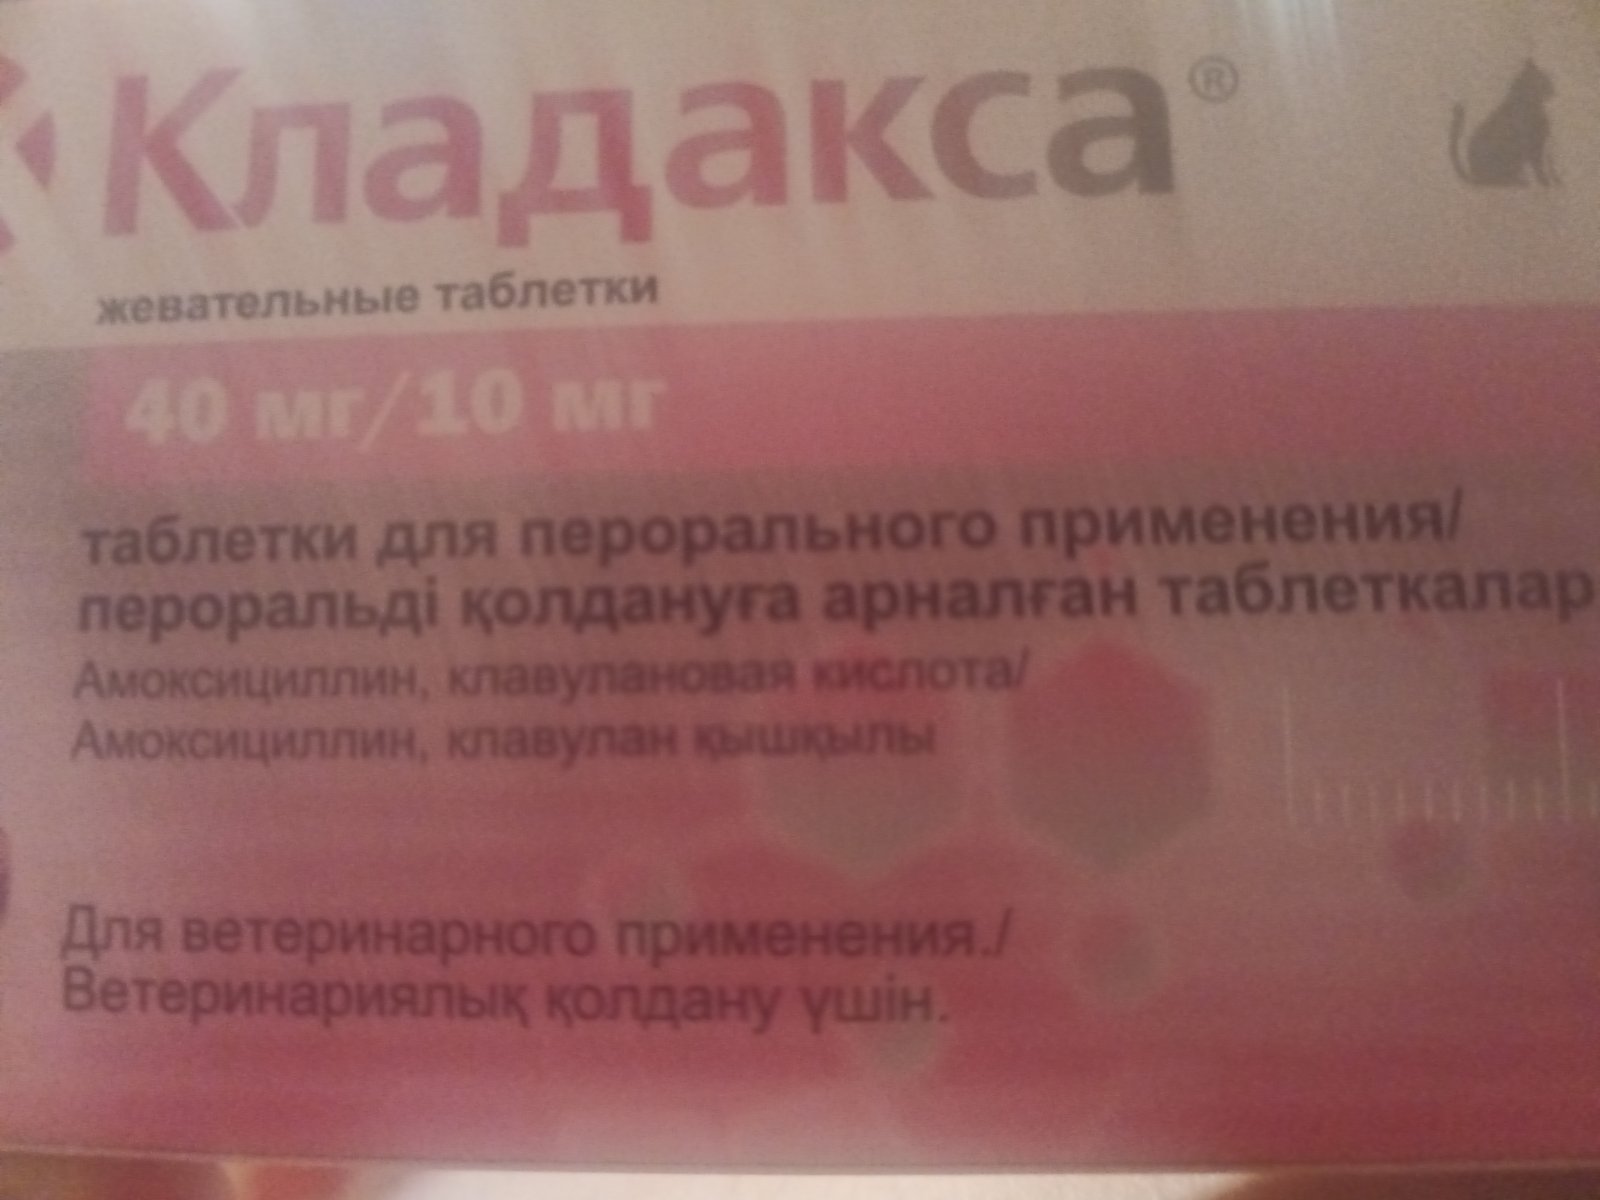 Кладакса®
жевательные таблетки
40 мг/10 мг
таблетки для перорального применения/
пероральді қолдануға арналған таблеткалар
Амоксициллин, клавулановая кислота/
Амоксициллин, клавулан қышқылы
Для ветеринарного применения./
Ветеринариялық қолдану үшін.